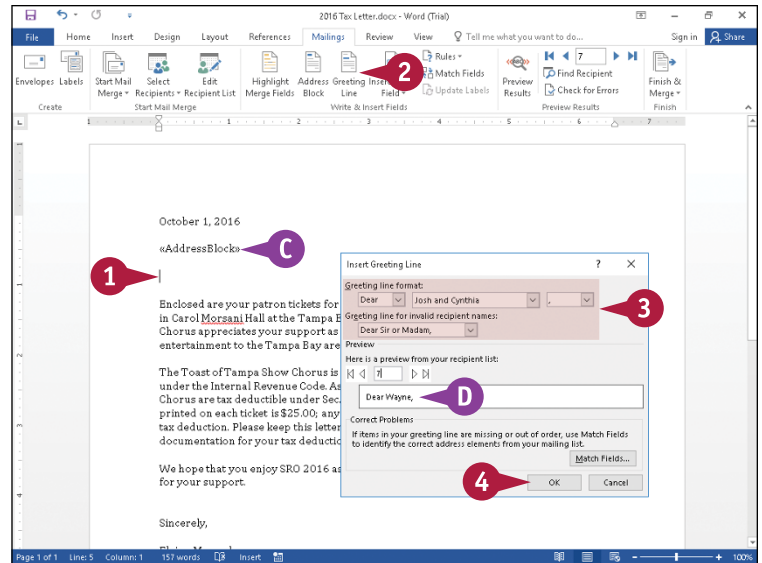 2016 Tax Letter.docx - Word (Trial)
File Home Insert Design Layout References Mailings Review View Tell me what you want to do... Sign in Share
Envelopes Labels
Start Mail Merge
Select Recipients
Edit Recipient List
Highlight Merge Fields
Address Block
Greeting Line
Field
Rules
Match Fields
Update Labels
Preview Results
7
Find Recipient
Check for Errors
Finish & Merge
Create Start Mail Merge Write & Insert Fields Preview Results Finish
2
1 1 2 3 4 5 6 7
October 1, 2016
«AddressBlock»
C
1
Enclosed are your patron tickets for
in Carol Morsani Hall at the Tampa B
Chorus appreciates your support as
entertainment to the Tampa Bay are
The Toast of Tampa Show Chorus is
under the Internal Revenue Code. As
Chorus are tax deductible under Sec.
printed on each ticket is $25.00; any
tax deduction. Please keep this letter
documentation for your tax deductio
We hope that you enjoy SRO 2016 as
for your support.
Sincerely,
Insert Greeting Line ? X
Greeting line format:
Dear Josh and Cynthia ,
3
Greeting line for invalid recipient names:
Dear Sir or Madam,
Preview
Here is a preview from your recipient list:
7
Dear Wayne,
D
Correct Problems
If items in your greeting line are missing or out of order, use Match Fields
to identify the correct address elements from your mailing list.
Match Fields...
4
OK Cancel
Page 1 of 1 Line: 5 Column: 1 157 words Insert 100%